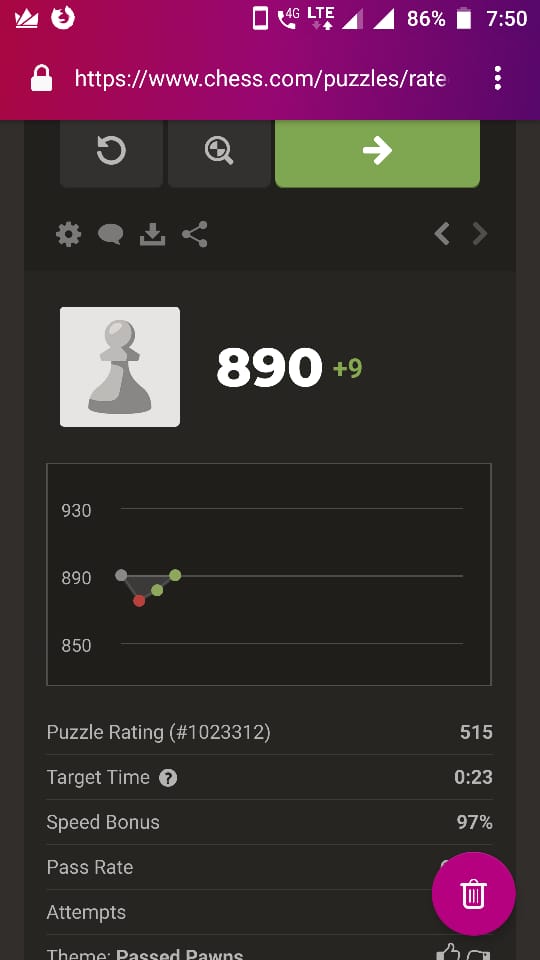 4G LTE 86% 7:50
https://www.chess.com/puzzles/rate
890 +9
930
890
850
Puzzle Rating (#1023312) 515
Target Time ? 0:23
Speed Bonus 97%
Pass Rate
Attempts
Theme: Passed Pawns